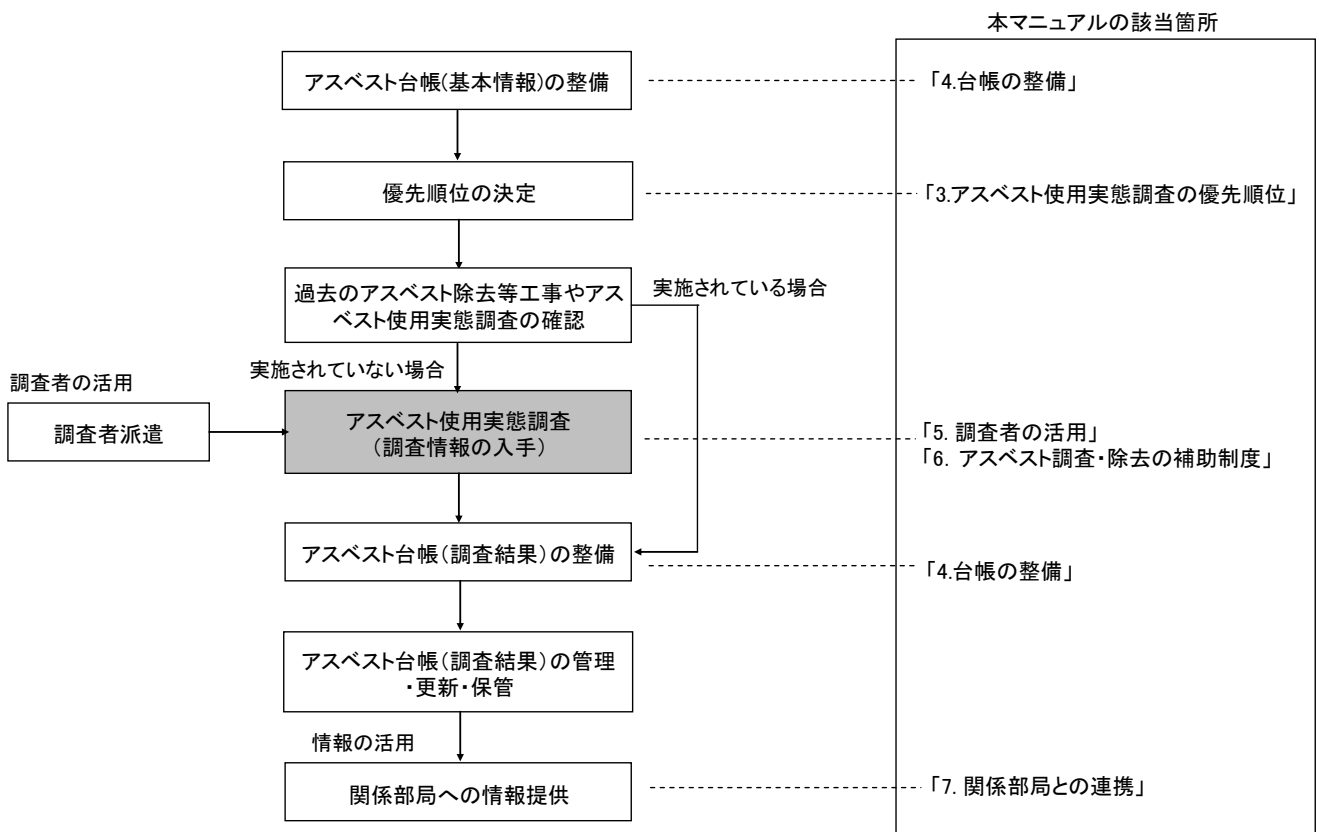 本マニュアルの該当箇所
アスベスト台帳(基本情報)の整備
「4.台帳の整備」
優先順位の決定
「3.アスベスト使用実態調査の優先順位」
過去のアスベスト除去等工事やアス
ベスト使用実態調査の確認
実施されている場合
実施されていない場合
調査者の活用
調査者派遣
アスベスト使用実態調査
(調査情報の入手)
「5. 調査者の活用」
「6. アスベスト調査・除去の補助制度」
アスベスト台帳(調査結果)の整備
「4.台帳の整備」
アスベスト台帳(調査結果)の管理
・更新・保管
情報の活用
関係部局への情報提供
「7. 関係部局との連携」